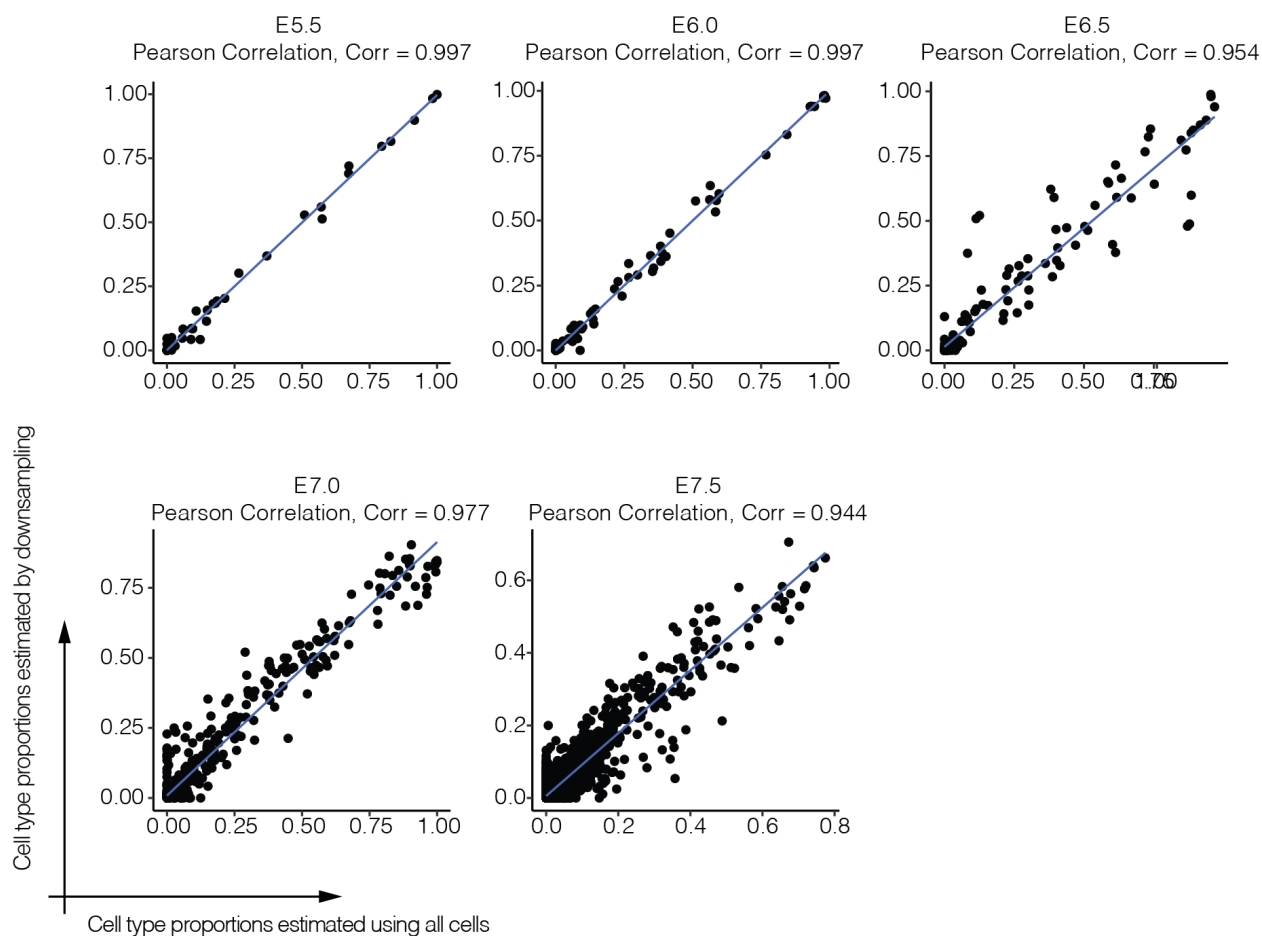 E5.5
Pearson Correlation, Corr = 0.997
1.00
0.75
0.50
0.25
0.00
0.00 0.25 0.50 0.75 1.00
E6.0
Pearson Correlation, Corr = 0.997
1.00
0.75
0.50
0.25
0.00
0.00 0.25 0.50 0.75 1.00
E6.5
Pearson Correlation, Corr = 0.954
1.00
0.75
0.50
0.25
0.00
0.00 0.25 0.50
E7.0
Pearson Correlation, Corr = 0.977
0.75
0.50
0.25
0.00
0.00 0.25 0.50 0.75 1.00
E7.5
Pearson Correlation, Corr = 0.944
0.6
0.4
0.2
0.0
0.0 0.2 0.4 0.6 0.8
Cell type proportions estimated by downsampling
Cell type proportions estimated using all cells